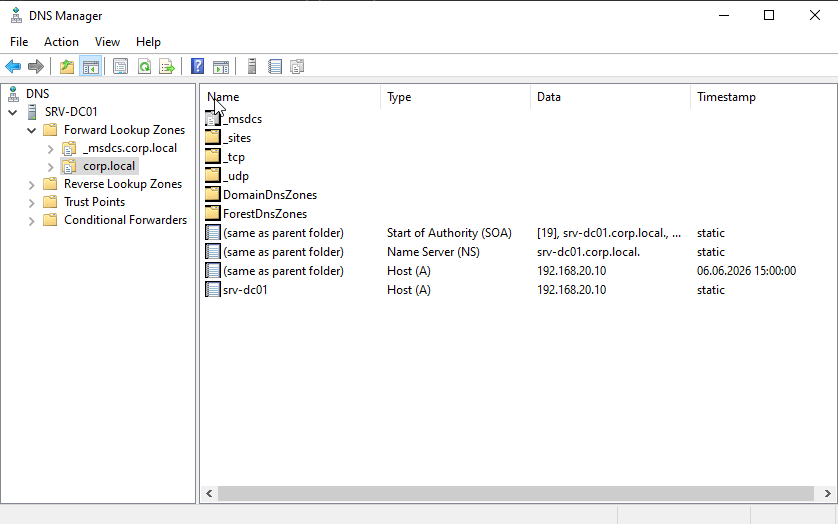 DNS Manager
File Action View Help
DNS
SRV-DC01
Forward Lookup Zones
_msdcs.corp.local
corp.local
Reverse Lookup Zones
Trust Points
Conditional Forwarders
Name Type Data Timestamp
_msdcs
_sites
_tcp
_udp
DomainDnsZones
ForestDnsZones
(same as parent folder) Start of Authority (SOA) [19], srv-dc01.corp.local., ... static
(same as parent folder) Name Server (NS) srv-dc01.corp.local. static
(same as parent folder) Host (A) 192.168.20.10 06.06.2026 15:00:00
srv-dc01 Host (A) 192.168.20.10 static